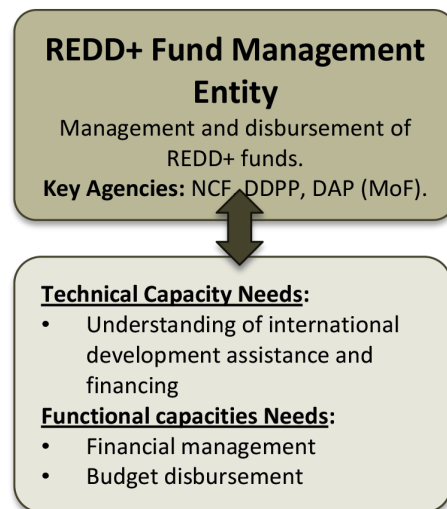 REDD+ Fund Management
Entity
Management and disbursement of
REDD+ funds.
Key Agencies: NCF, DDPP, DAP (MoF).
Technical Capacity Needs:
• Understanding of international
development assistance and
financing
Functional capacities Needs:
• Financial management
• Budget disbursement